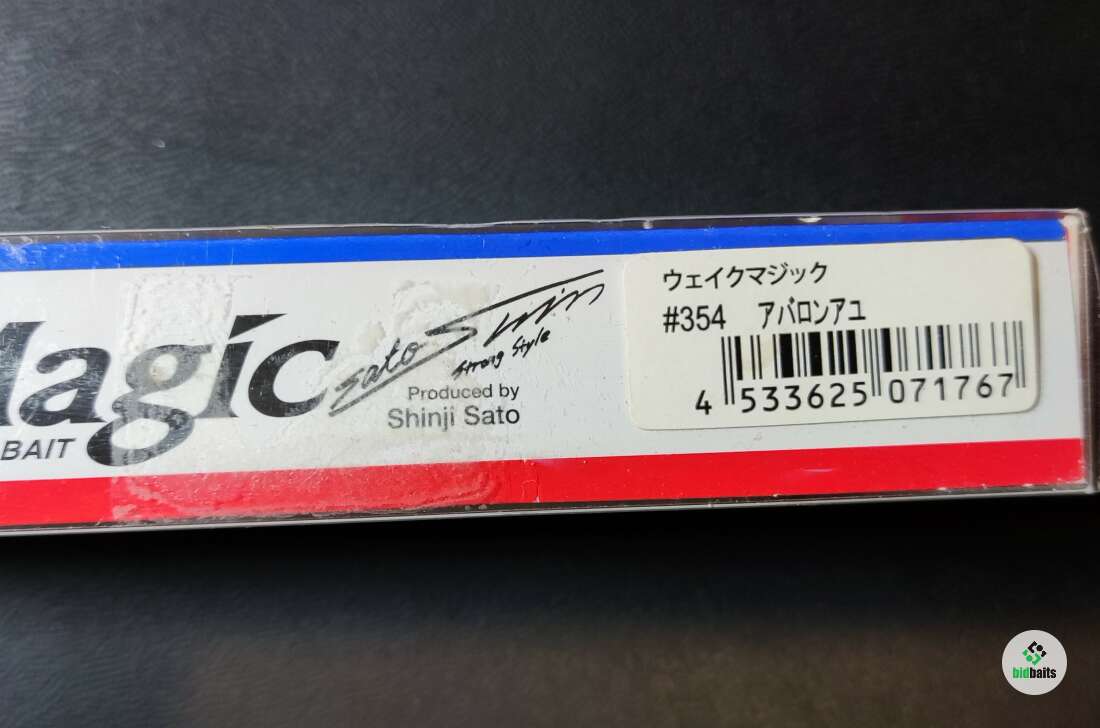 Magic
BAIT
Sato Shin
Strong Style
Produced by
Shinji Sato
ウェイクマジック
#354 アバロンアユ
4 533625 071767
bidbaits